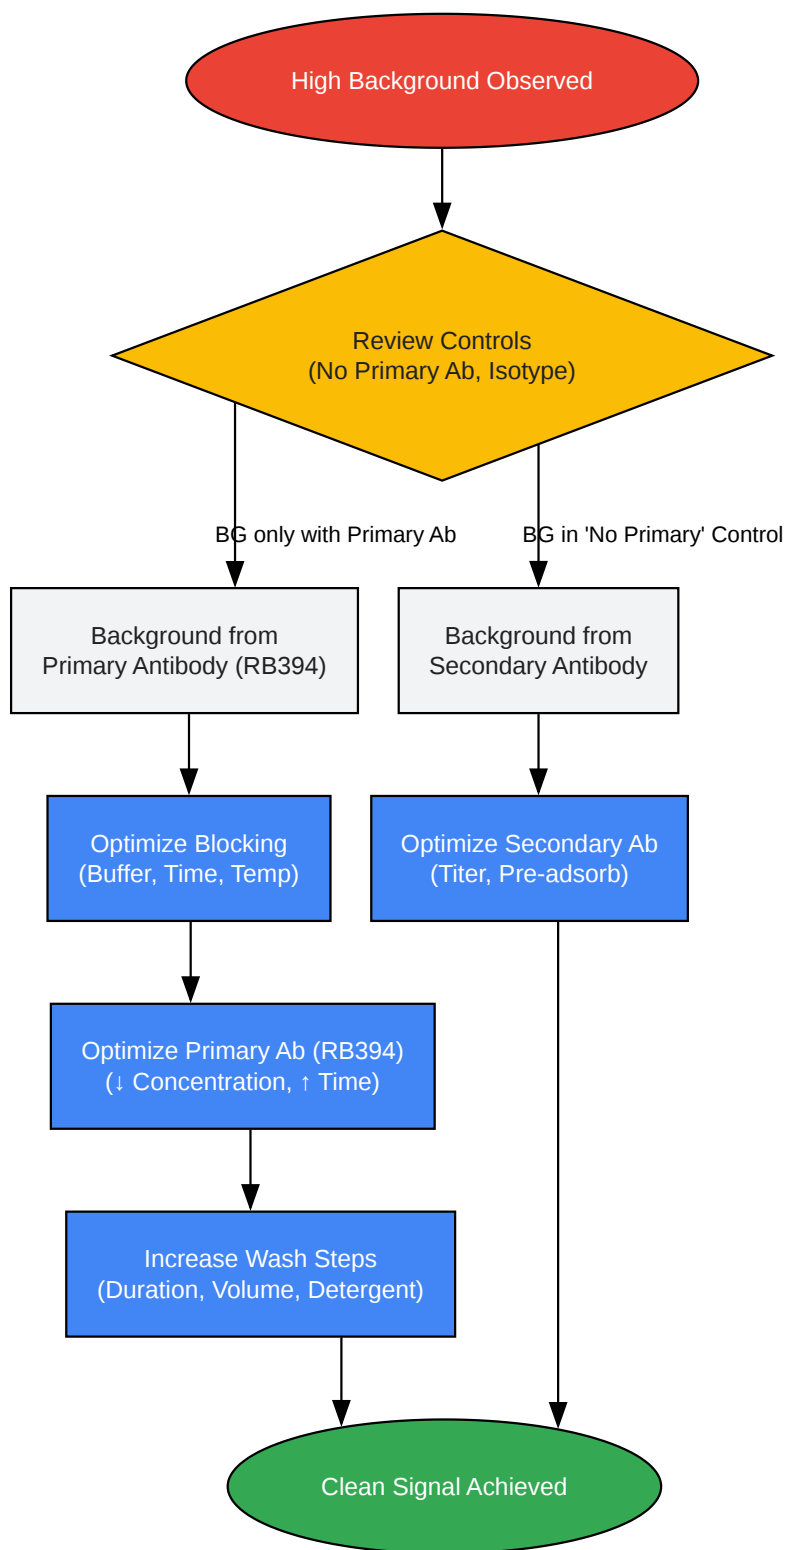 High Background Observed
Review Controls
(No Primary Ab, Isotype)
BG only with Primary Ab
BG in 'No Primary' Control
Background from
Primary Antibody (RB394)
Background from
Secondary Antibody
Optimize Blocking
(Buffer, Time, Temp)
Optimize Secondary Ab
(Titer, Pre-adsorb)
Optimize Primary Ab (RB394)
(↓ Concentration, ↑ Time)
Increase Wash Steps
(Duration, Volume, Detergent)
Clean Signal Achieved